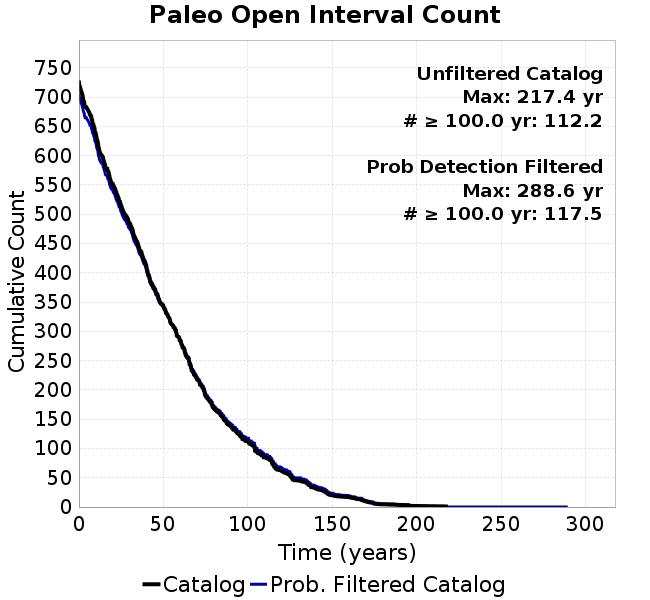 Paleo Open Interval Count
Unfiltered Catalog
Max: 217.4 yr
# ≥ 100.0 yr: 112.2
Prob Detection Filtered
Max: 288.6 yr
# ≥ 100.0 yr: 117.5
Cumulative Count
750
700
650
600
550
500
450
400
350
300
250
200
150
100
50
0
0 50 100 150 200 250 300
Time (years)
Catalog Prob. Filtered Catalog